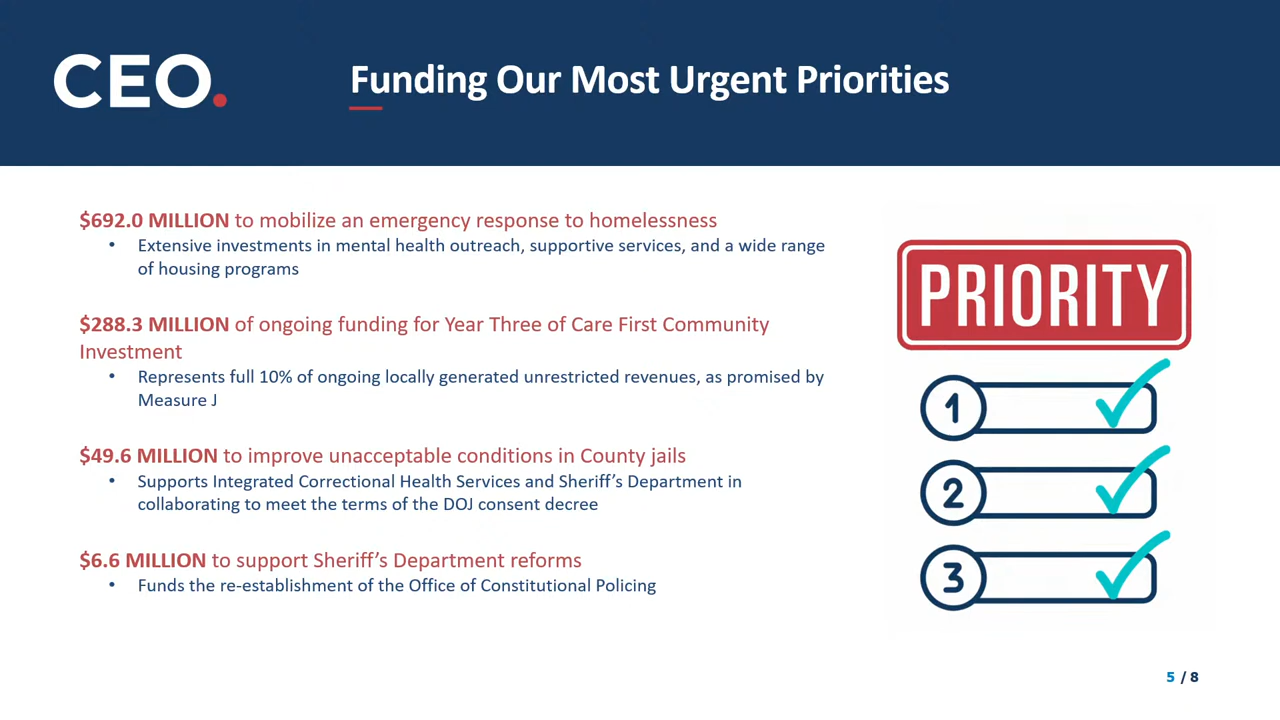 CEO.
Funding Our Most Urgent Priorities
$692.0 MILLION to mobilize an emergency response to homelessness
• Extensive investments in mental health outreach, supportive services, and a wide range
of housing programs
$288.3 MILLION of ongoing funding for Year Three of Care First Community
Investment
• Represents full 10% of ongoing locally generated unrestricted revenues, as promised by
Measure J
$49.6 MILLION to improve unacceptable conditions in County jails
• Supports Integrated Correctional Health Services and Sheriff’s Department in
collaborating to meet the terms of the DOJ consent decree
$6.6 MILLION to support Sheriff’s Department reforms
• Funds the re-establishment of the Office of Constitutional Policing
PRIORITY
1
2
3
5 / 8